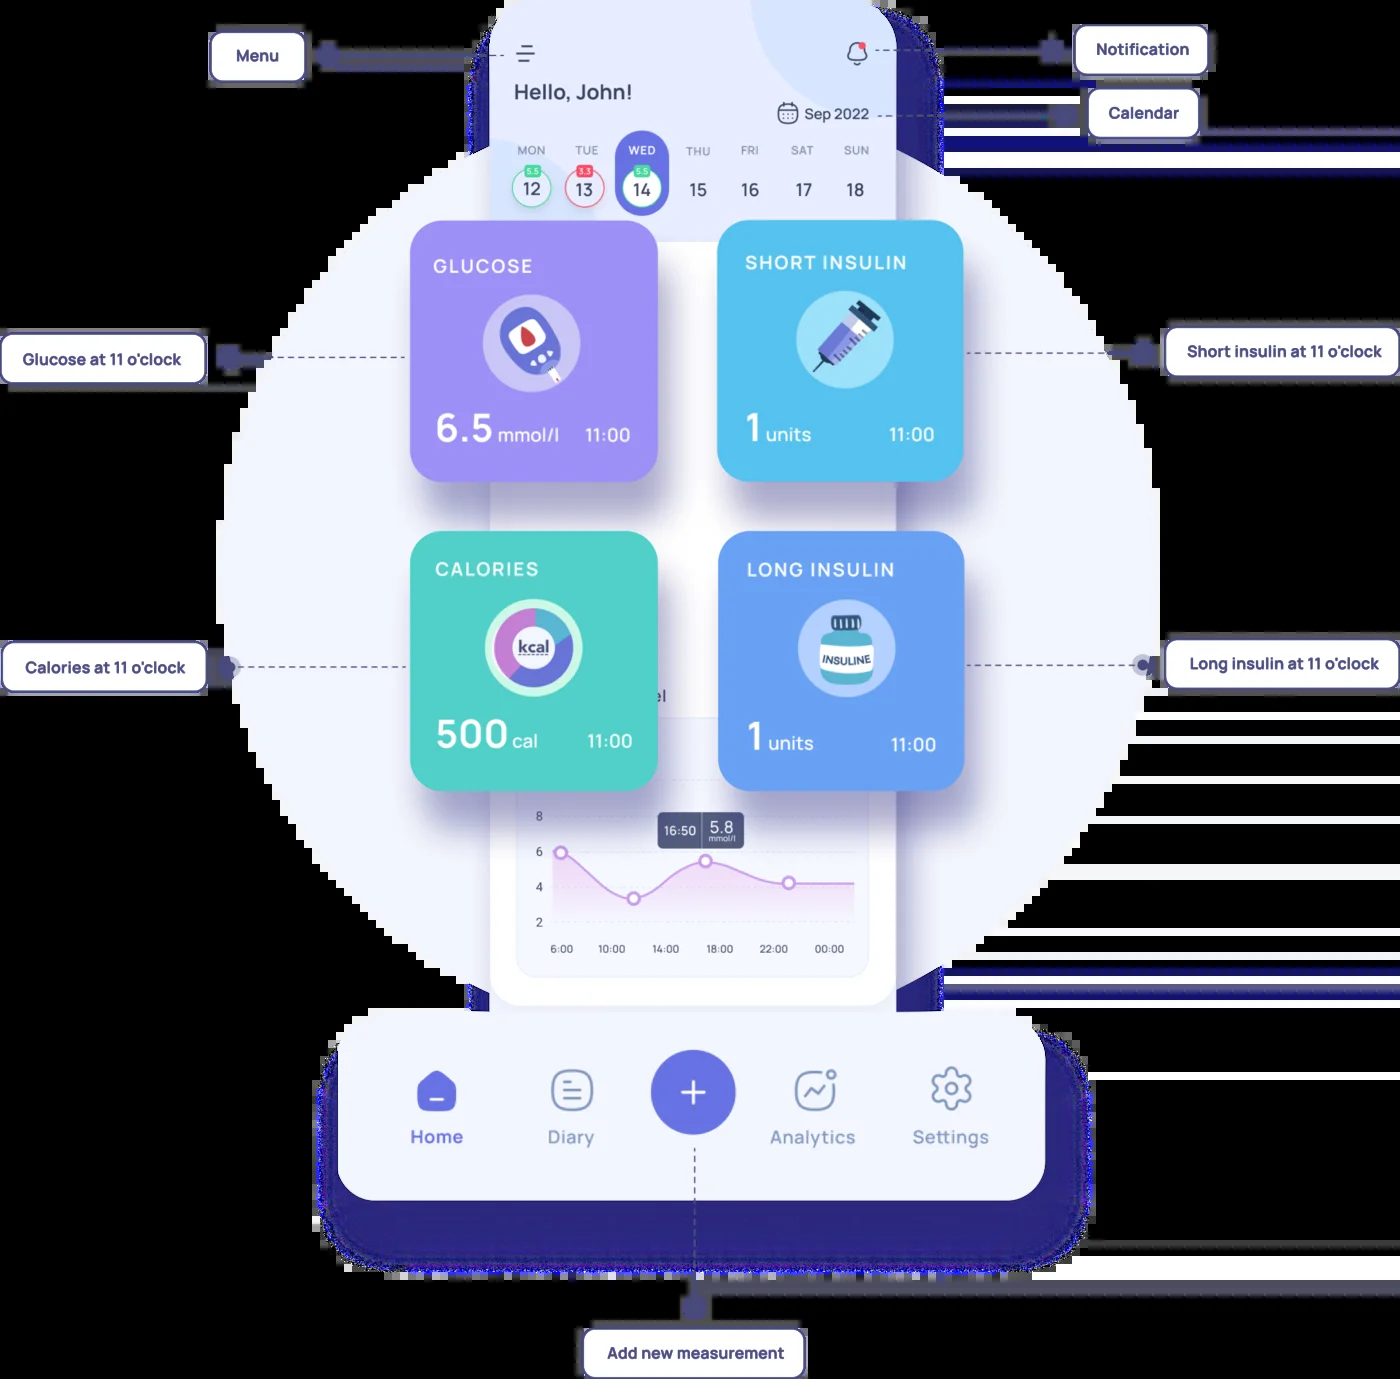 Menu
Notification
Hello, John!
Calendar
Sep 2022
MON TUE WED THU FRI SAT SUN
5.5 3.3 5.5
12 13 14 15 16 17 18
GLUCOSE
SHORT INSULIN
Glucose at 11 o'clock
Short insulin at 11 o'clock
6.5 mmol/l 11:00
1 units 11:00
CALORIES
LONG INSULIN
kcal
INSULINE
Calories at 11 o'clock
Long insulin at 11 o'clock
el
500 cal 11:00
1 units 11:00
8
16:50 5.8
mmol/l
6
4
2
6:00 10:00 14:00 18:00 22:00 00:00
Home Diary Analytics Settings
Add new measurement